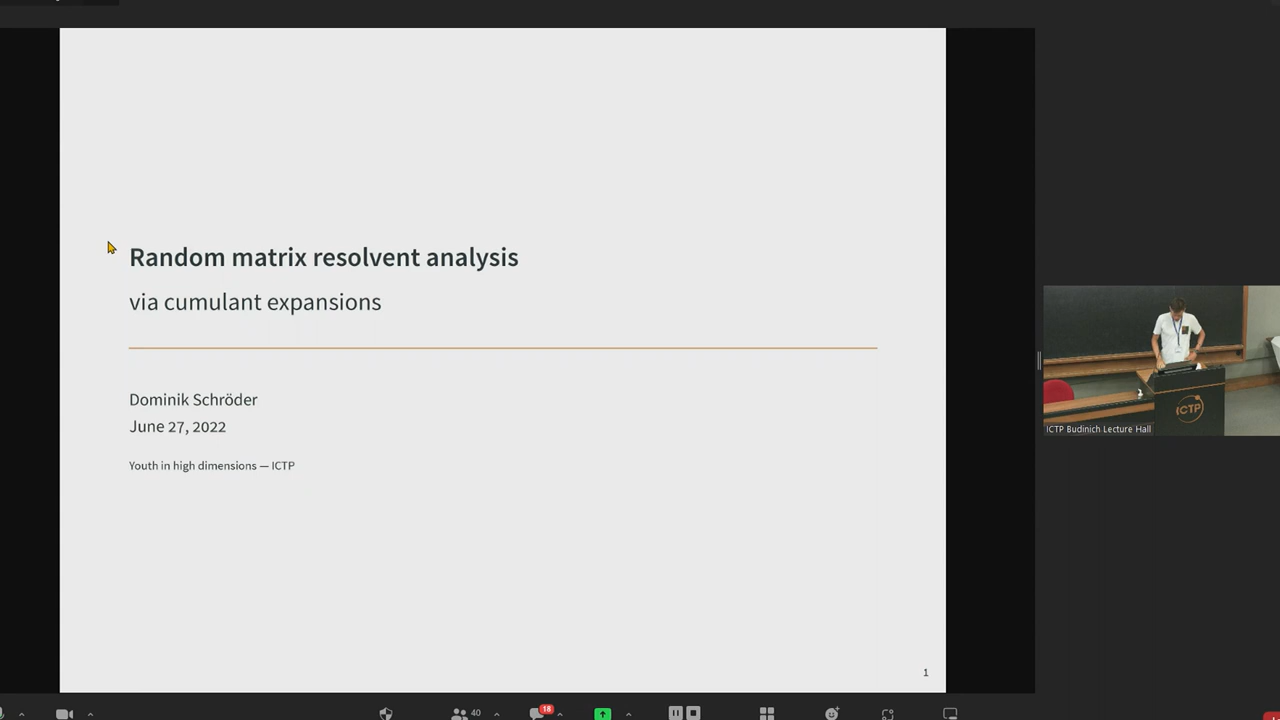 Random matrix resolvent analysis
via cumulant expansions
Dominik Schröder
June 27, 2022
Youth in high dimensions — ICTP
1
ICTP
ICTP Budinich Lecture Hall
40
18